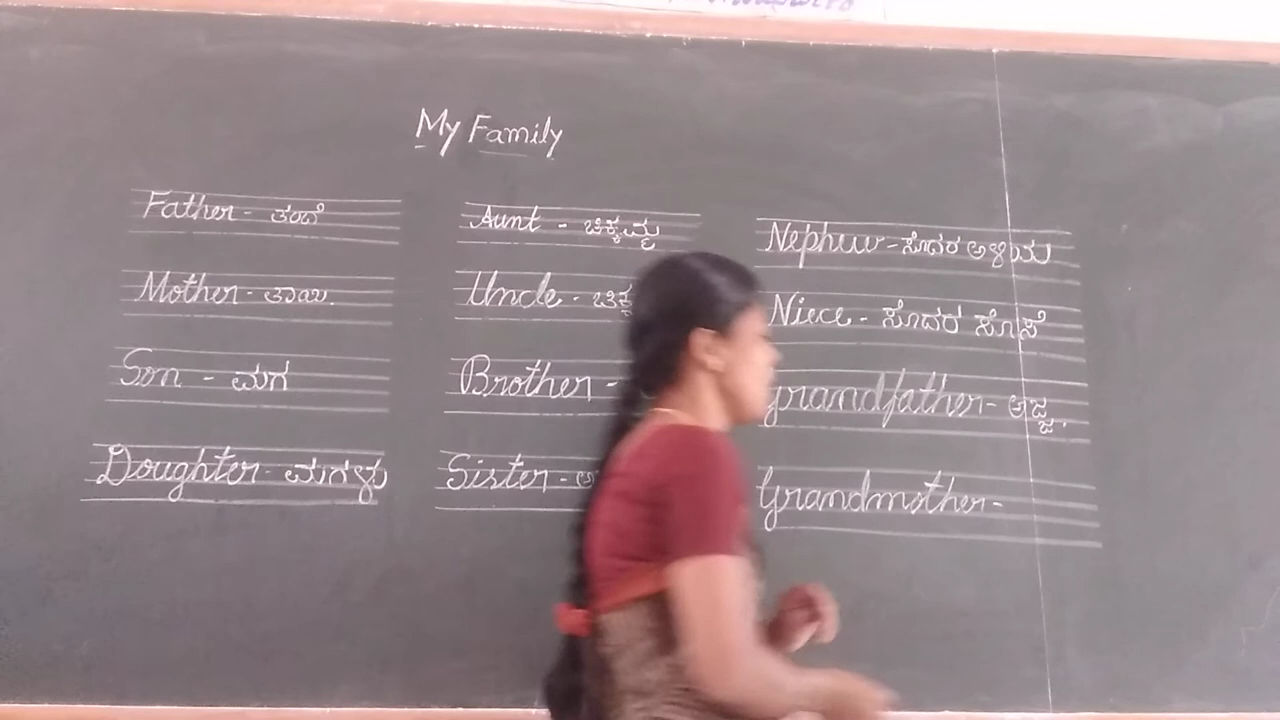 My Family
Father - ತಂದೆ
Mother - ತಾಯಿ.
Son - ಮಗ
Doughter - ಮಗಳು
Aunt - ಚಿಕ್ಕಮ್ಮ
Uncle - ಚಿಕ್ಕ
Brother -
Sister - ಅ
Nephew - ಸೋದರ ಅಳಿಯ
Niece - ಸೋದರ ಸೊಸೆ
Grandfather - ಅಜ್ಜ.
Grandmother -